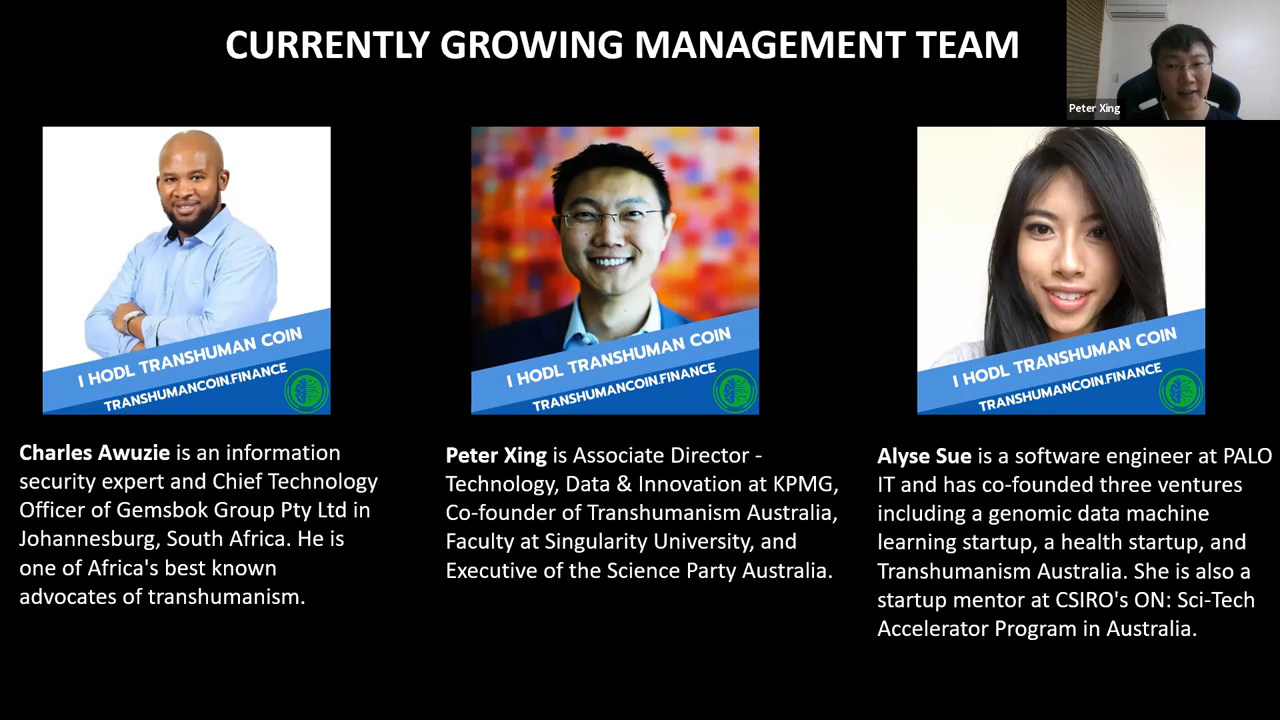 CURRENTLY GROWING MANAGEMENT TEAM
Peter Xing
I HODL TRANSHUMAN COIN
TRANSHUMANCOIN.FINANCE
I HODL TRANSHUMAN COIN
TRANSHUMANCOIN.FINANCE
I HODL TRANSHUMAN COIN
TRANSHUMANCOIN.FINANCE
Charles Awuzie is an information
security expert and Chief Technology
Officer of Gemsbok Group Pty Ltd in
Johannesburg, South Africa. He is
one of Africa's best known
advocates of transhumanism.
Peter Xing is Associate Director -
Technology, Data & Innovation at KPMG,
Co-founder of Transhumanism Australia,
Faculty at Singularity University, and
Executive of the Science Party Australia.
Alyse Sue is a software engineer at PALO
IT and has co-founded three ventures
including a genomic data machine
learning startup, a health startup, and
Transhumanism Australia. She is also a
startup mentor at CSIRO's ON: Sci-Tech
Accelerator Program in Australia.